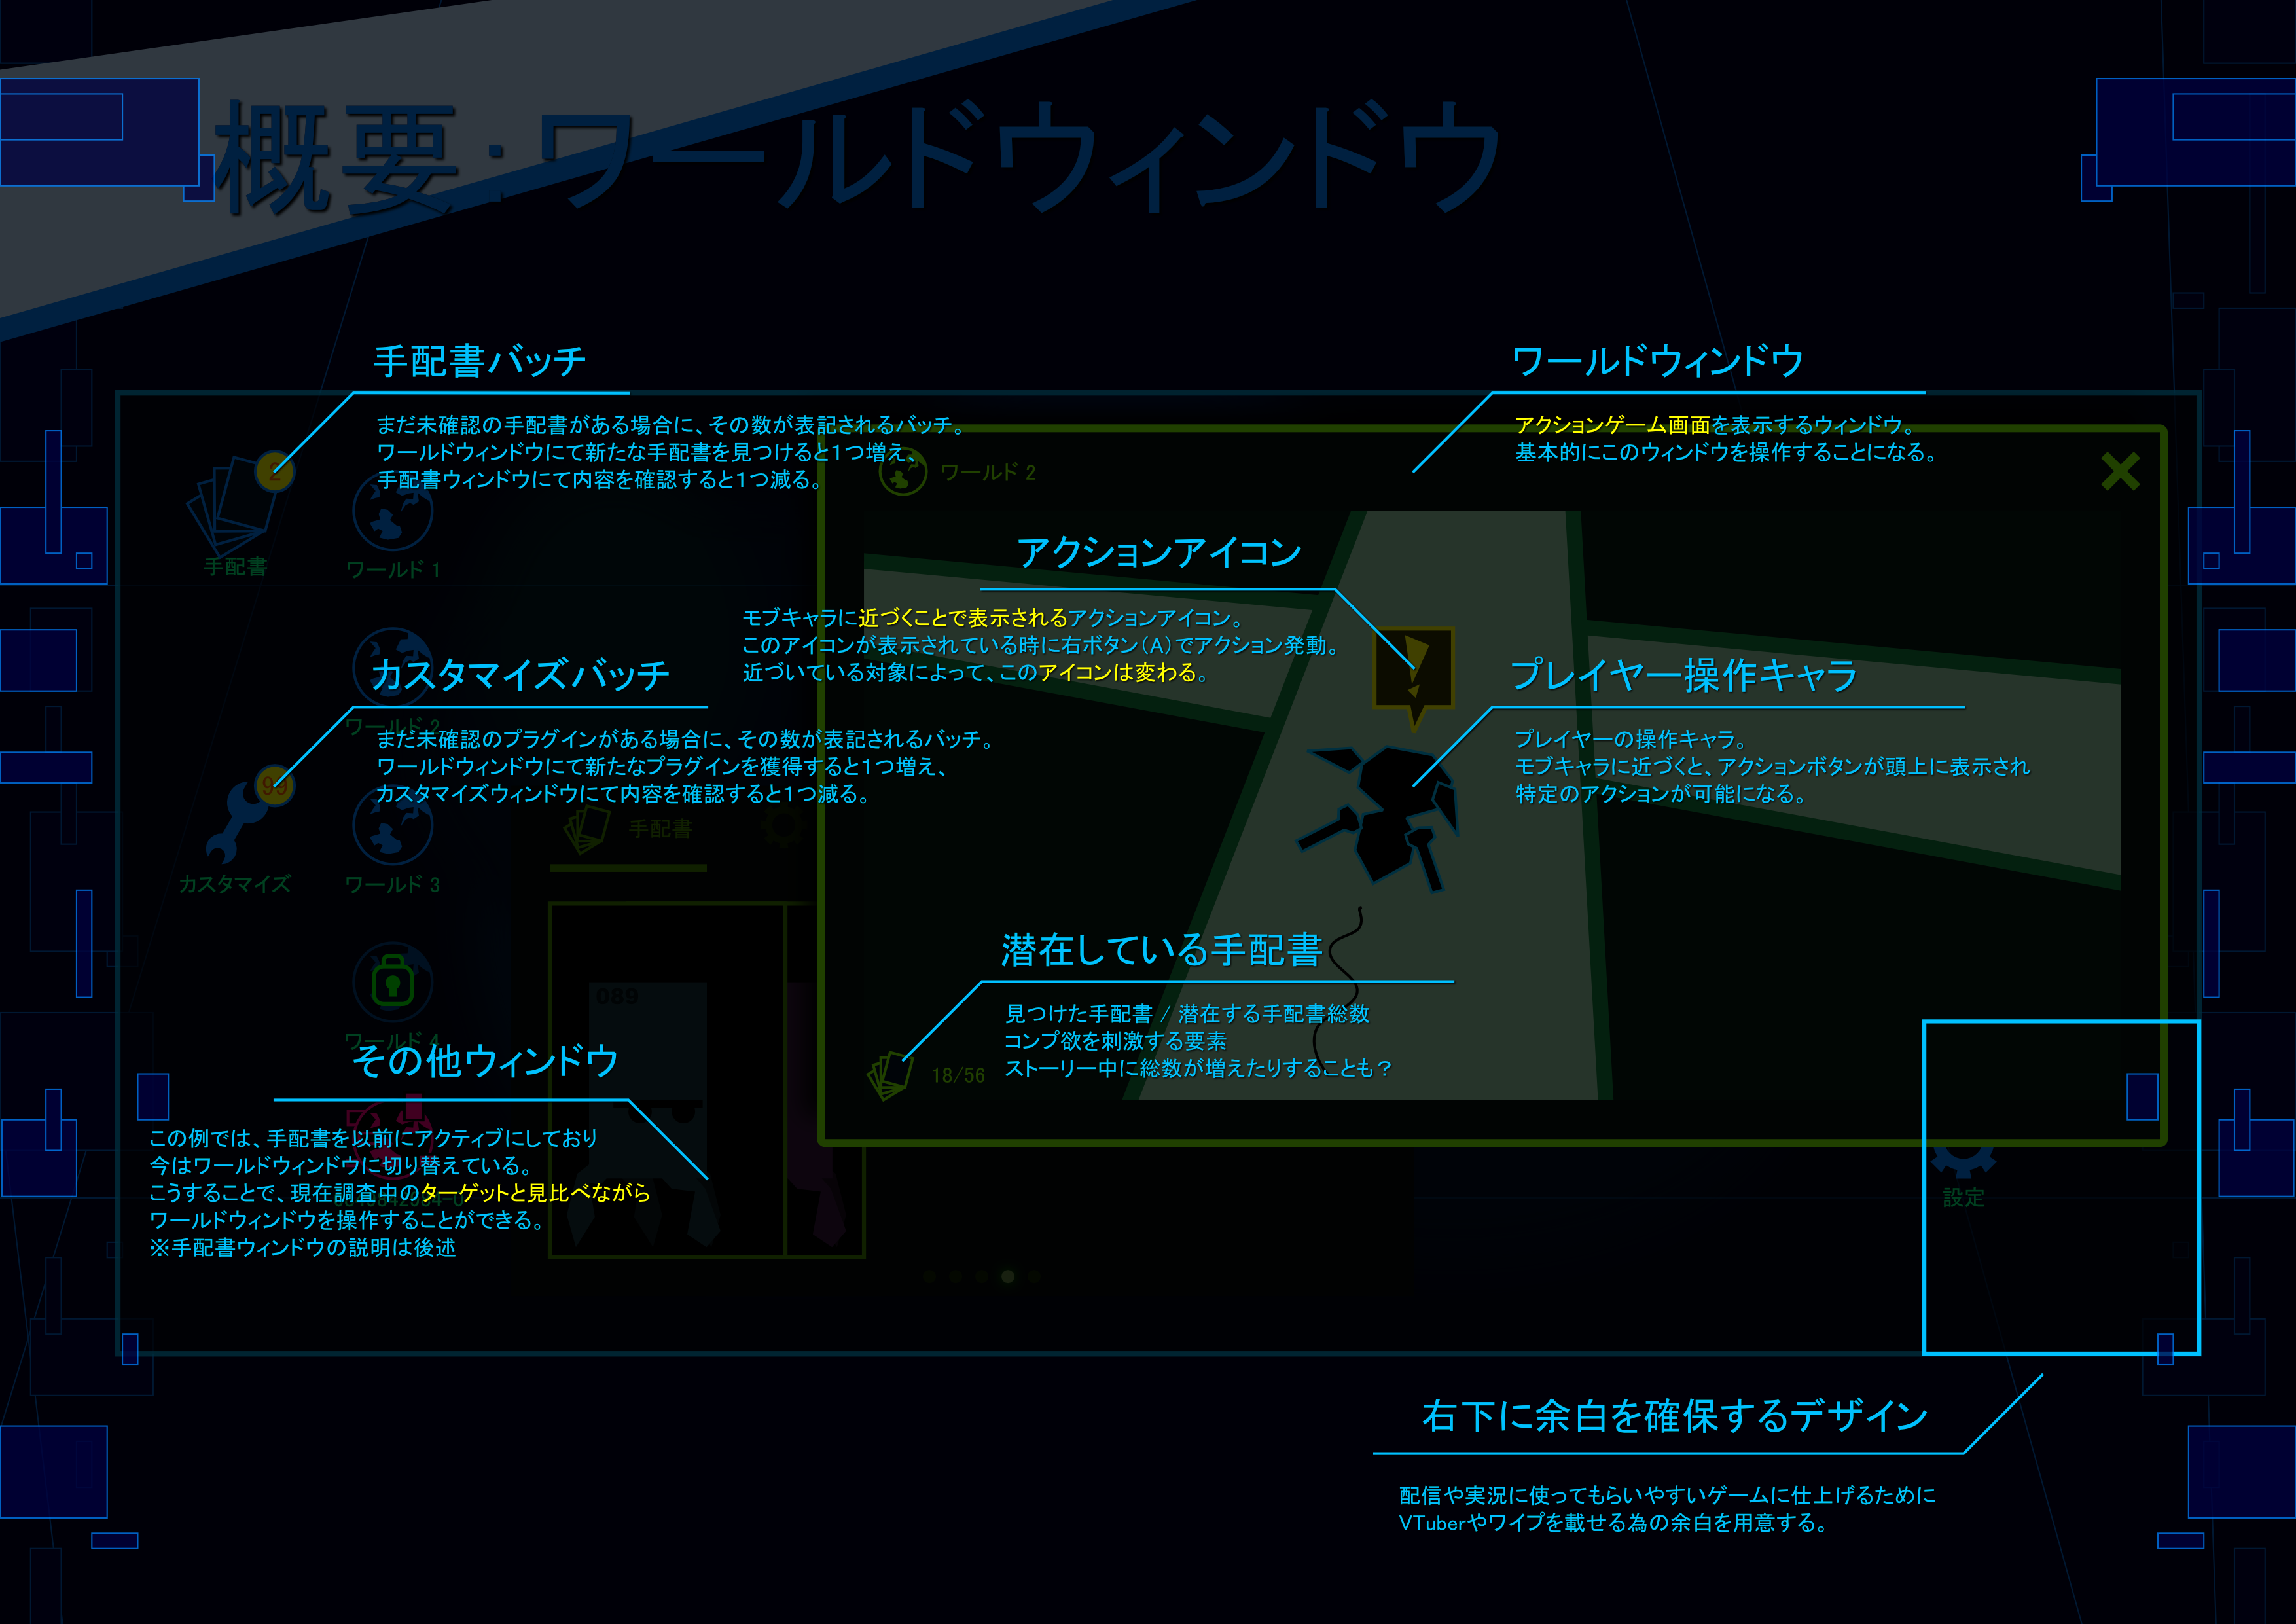 概要：ワールドウィンドウ
手配書バッチ
まだ未確認の手配書がある場合に、その数が表記されるバッチ。
ワールドウィンドウにて新たな手配書を見つけると1つ増え、
手配書ウィンドウにて内容を確認すると1つ減る。
ワールドウィンドウ
アクションゲーム画面を表示するウィンドウ。
基本的にこのウィンドウを操作することになる。
2
手配書
ワールド 1
ワールド 2
アクションアイコン
モブキャラに近づくことで表示されるアクションアイコン。
このアイコンが表示されている時に右ボタン（A）でアクション発動。
近づいている対象によって、このアイコンは変わる。
カスタマイズバッチ
ワールド 2
まだ未確認のプラグインがある場合に、その数が表記されるバッチ。
ワールドウィンドウにて新たなプラグインを獲得すると1つ増え、
カスタマイズウィンドウにて内容を確認すると1つ減る。
プレイヤー操作キャラ
プレイヤーの操作キャラ。
モブキャラに近づくと、アクションボタンが頭上に表示され
特定のアクションが可能になる。
99
カスタマイズ
ワールド 3
手配書
089
潜在している手配書
見つけた手配書 / 潜在する手配書総数
コンプ欲を刺激する要素
ストーリー中に総数が増えたりすることも？
18/56
ワールド 4
その他ウィンドウ
この例では、手配書を以前にアクティブにしており
今はワールドウィンドウに切り替えている。
こうすることで、現在調査中のターゲットと見比べながら
ワールドウィンドウを操作することができる。
※手配書ウィンドウの説明は後述
設定
右下に余白を確保するデザイン
配信や実況に使ってもらいやすいゲームに仕上げるために
VTuberやワイプを載せる為の余白を用意する。